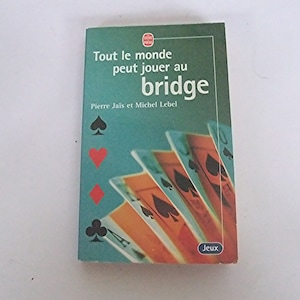 Tout le monde
peut jouer au
bridge
Pierre Jaïs et Michel Lebel
Jeux